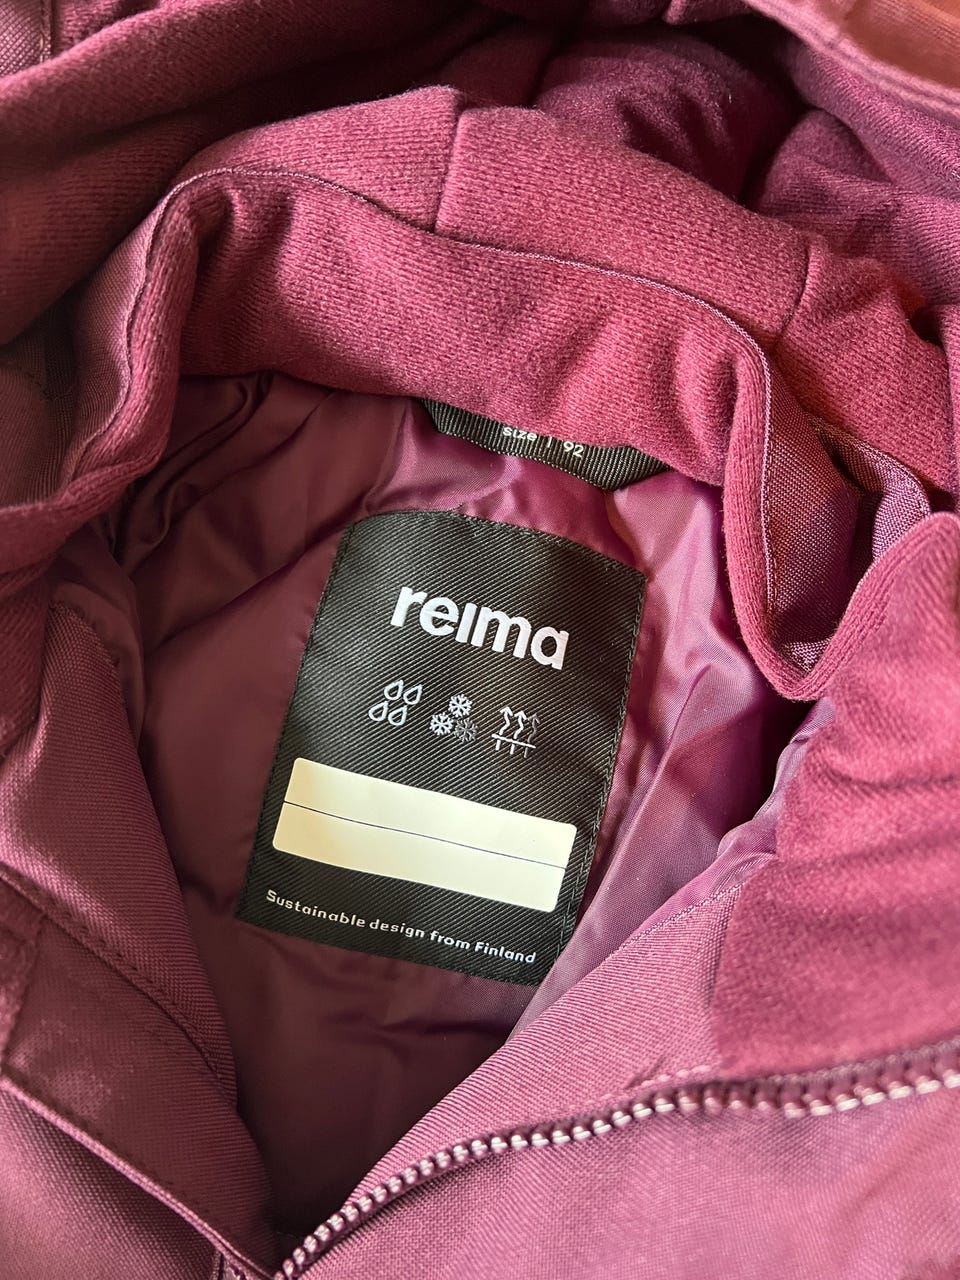 size 92
reima
Sustainable design from Finland